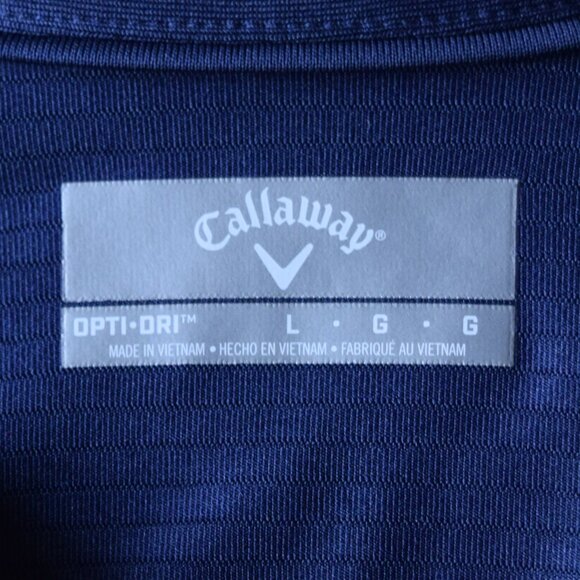 Callaway®
OPTI•DRI™ L • G • G
MADE IN VIETNAM • HECHO EN VIETNAM • FABRIQUÉ AU VIETNAM